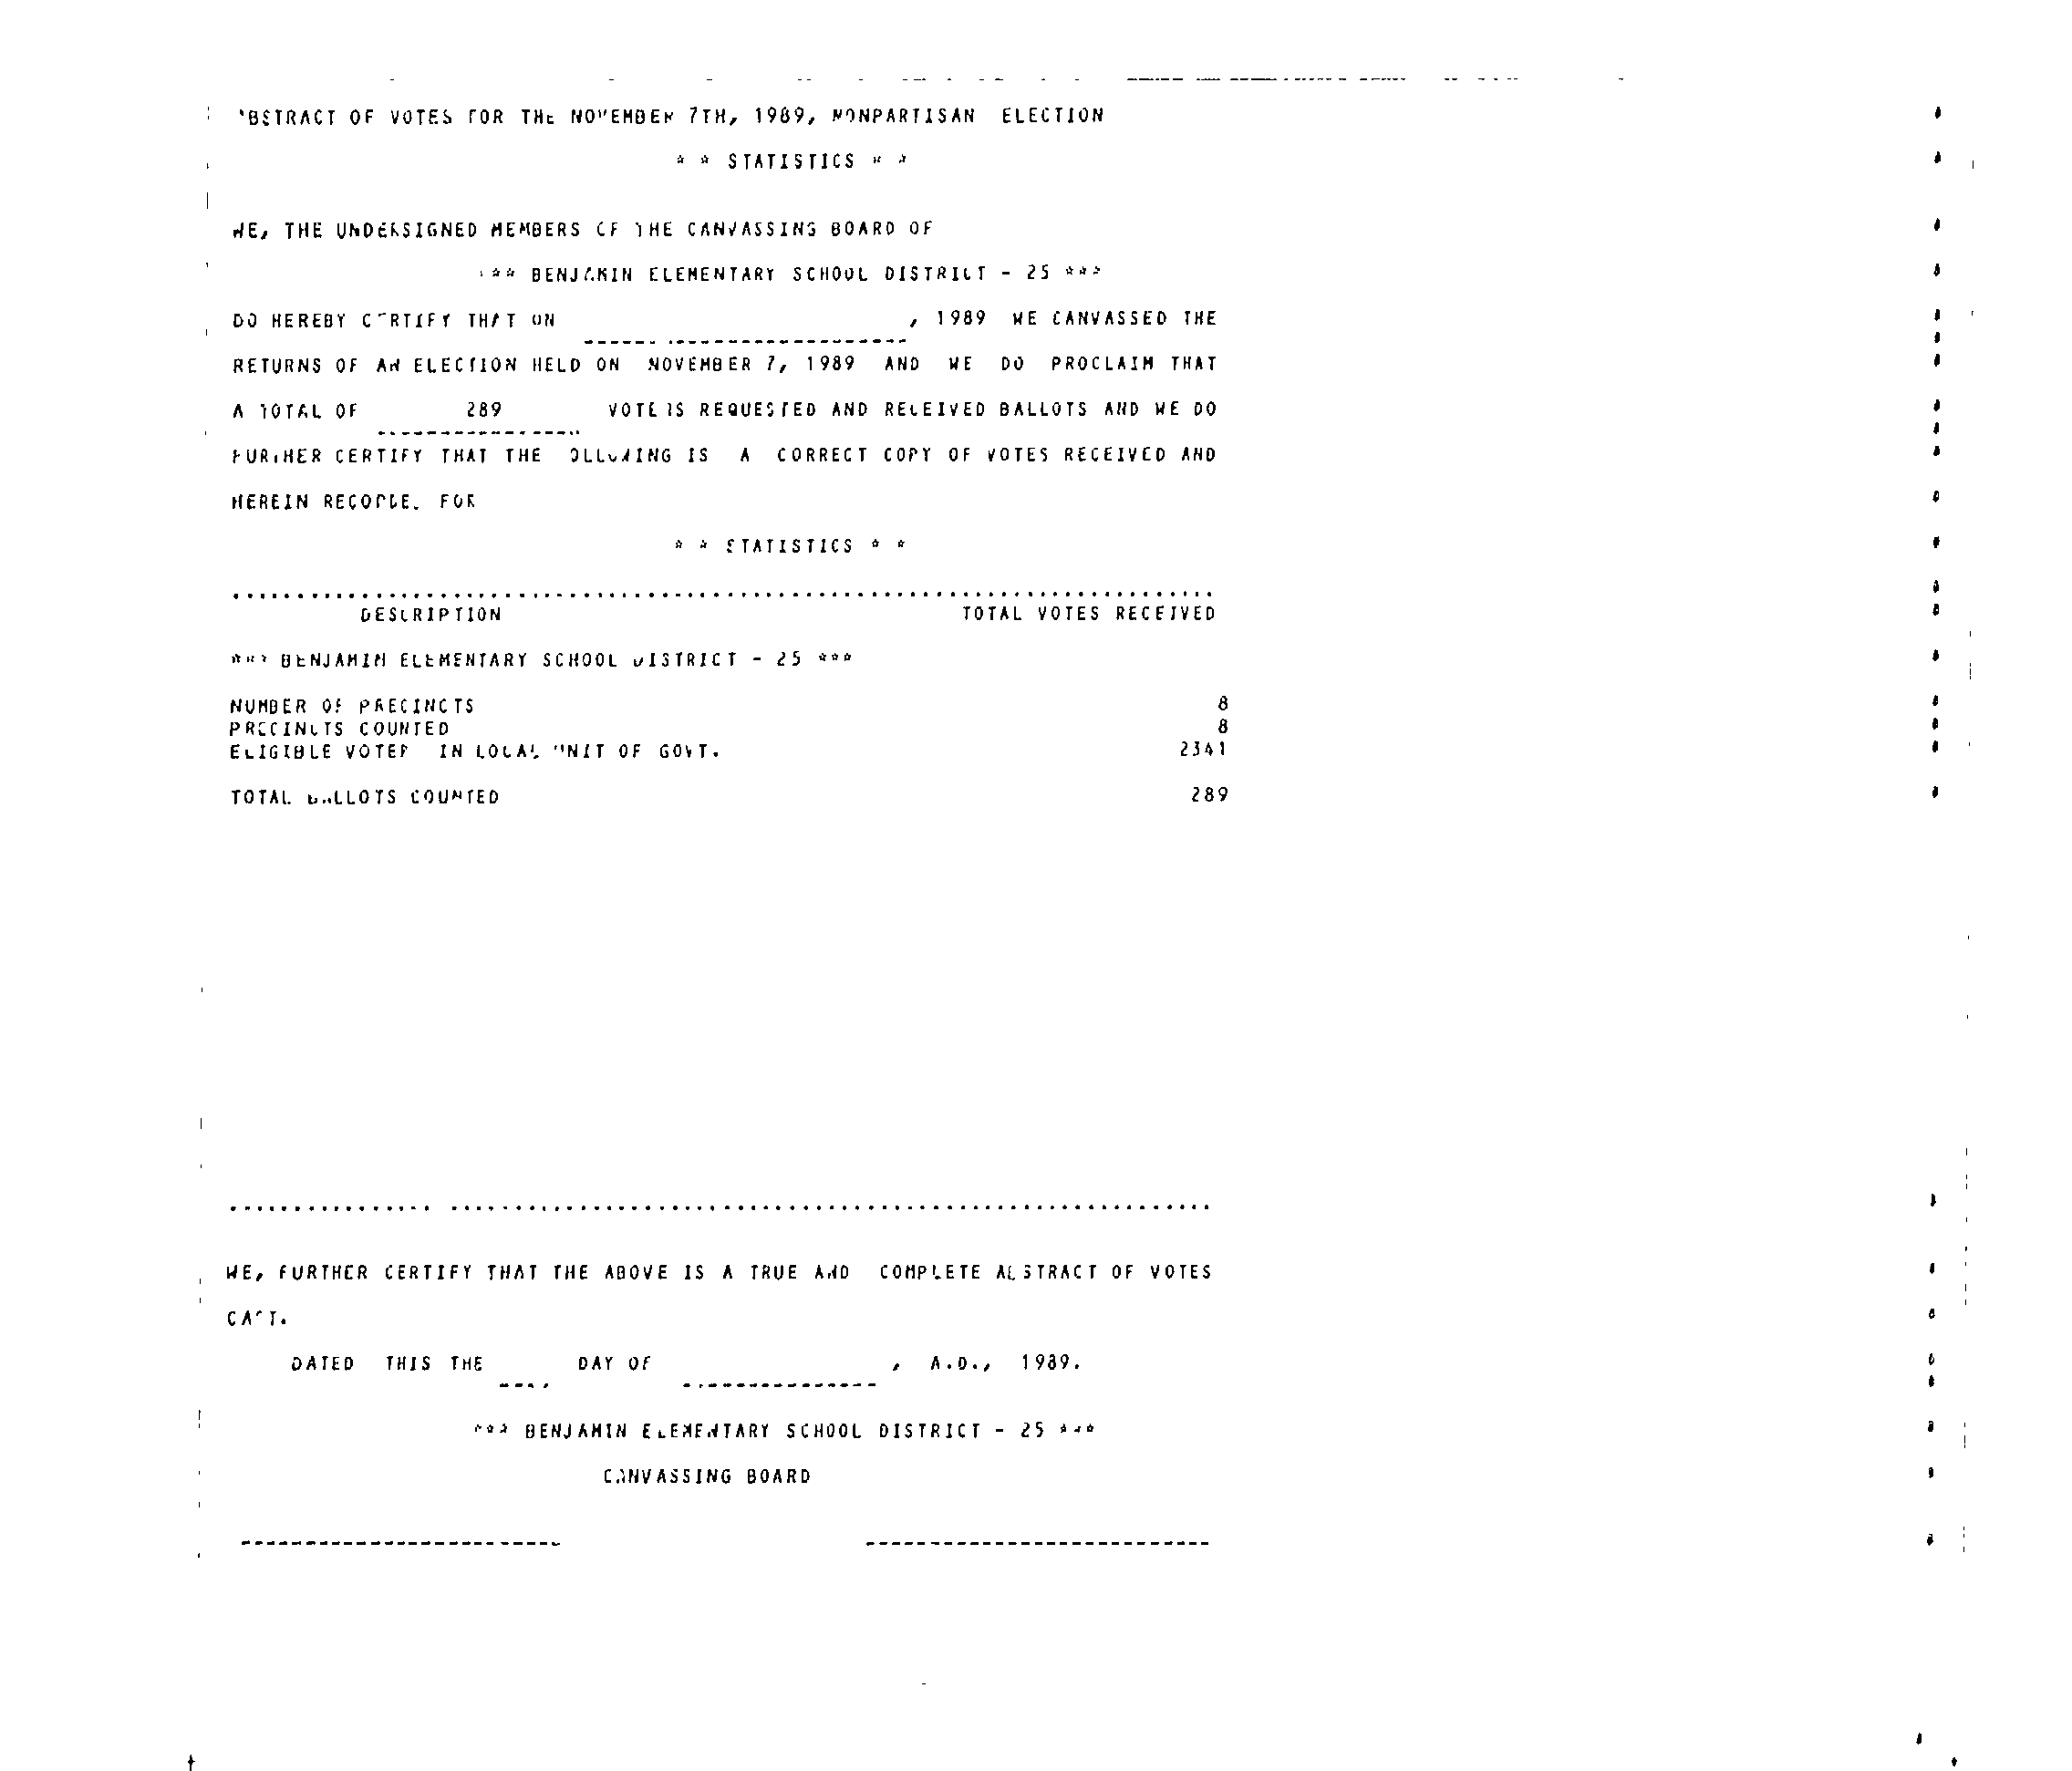 ABSTRACT OF VOTES FOR THE NOVEMBER 7TH, 1989, NONPARTISAN ELECTION
* * STATISTICS * *
WE, THE UNDERSIGNED MEMBERS OF THE CANVASSING BOARD OF
*** BENJAMIN ELEMENTARY SCHOOL DISTRICT - 25 ***
DO HEREBY CERTIFY THAT ON , 1989 WE CANVASSED THE
RETURNS OF AN ELECTION HELD ON NOVEMBER 7, 1989 AND WE DO PROCLAIM THAT
A TOTAL OF 289 VOTERS REQUESTED AND RECEIVED BALLOTS AND WE DO
FURTHER CERTIFY THAT THE FOLLOWING IS A CORRECT COPY OF VOTES RECEIVED AND
HEREIN RECORDED FOR
* * STATISTICS * *
DESCRIPTION TOTAL VOTES RECEIVED
*** BENJAMIN ELEMENTARY SCHOOL DISTRICT - 25 ***
NUMBER OF PRECINCTS 8
PRECINCTS COUNTED 8
ELIGIBLE VOTERS IN LOCAL UNIT OF GOVT. 2341
TOTAL BALLOTS COUNTED 289
WE, FURTHER CERTIFY THAT THE ABOVE IS A TRUE AND COMPLETE ABSTRACT OF VOTES
CAST.
DATED THIS THE DAY OF , A.D., 1989.
*** BENJAMIN ELEMENTARY SCHOOL DISTRICT - 25 ***
CANVASSING BOARD